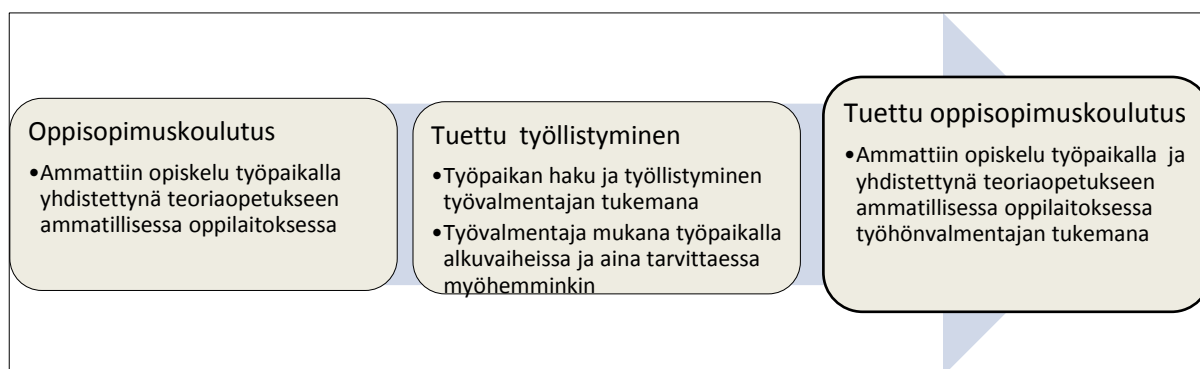 Oppisopimuskoulutus
•Ammattiin opiskelu työpaikalla
yhdistettynä teoriaopetukseen
ammatillisessa oppilaitoksessa
Tuettu työllistyminen
•Työpaikan haku ja työllistyminen
työvalmentajan tukemana
•Työvalmentaja mukana työpaikalla
alkuvaiheissa ja aina tarvittaessa
myöhemminkin
Tuettu oppisopimuskoulutus
•Ammattiin opiskelu työpaikalla ja
yhdistettynä teoriaopetukseen
ammatillisessa oppilaitoksessa
työhönvalmentajan tukemana